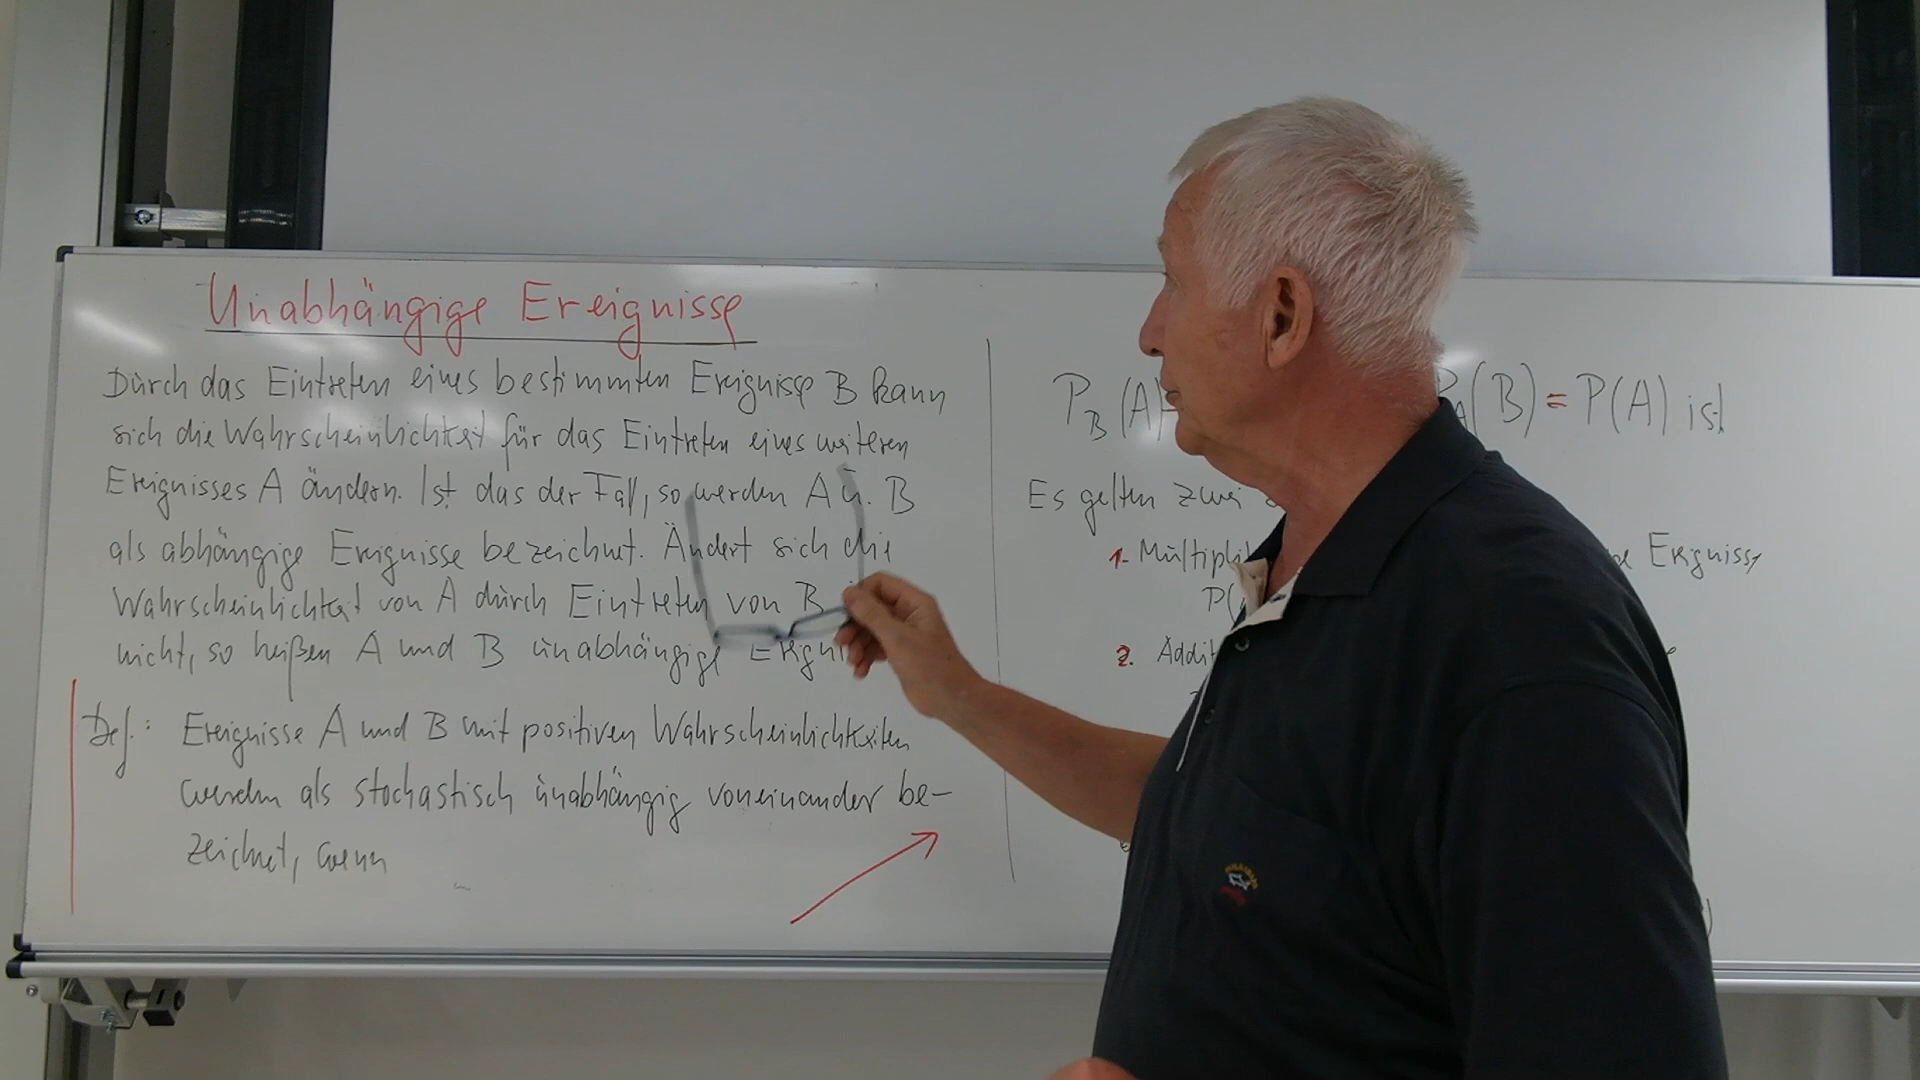 Unabhängige Ereignisse
Durch das Eintreten eines bestimmten Ereignisse B kann
sich die Wahrscheinlichkeit für das Eintreten eines weiteren
Ereignisses A ändern. Ist das der Fall, so werden A u. B
als abhängige Ereignisse bezeichnet. Ändert sich die
Wahrscheinlichkeit von A durch Eintreten von B
nicht, so heißen A und B unabhängige
Def.: Ereignisse A und B mit positiven Wahrscheinlichkeiten
werden als stochastisch unabhängig voneinander be-
zeichnet, wenn
P_B (A) (B) = P(A) ist
Es gelten zwei
1. Ereignisse
P(
2.